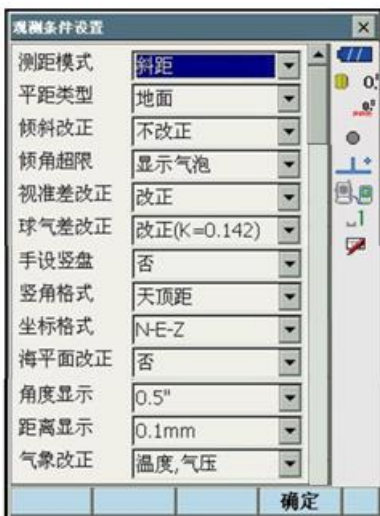 观测条件设置
测距模式 斜距
平距类型 地面
倾斜改正 不改正
倾角超限 显示气泡
视准差改正 改正
球气差改正 改正(K=0.142)
手设竖盘 否
竖角格式 天顶距
坐标格式 N-E-Z
海平面改正 否
角度显示 0.5"
距离显示 0.1mm
气象改正 温度,气压
确定